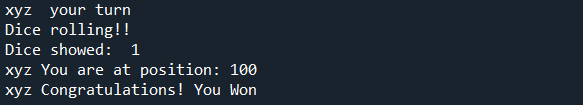 xyz  your turn
Dice rolling!!
Dice showed:  1
xyz You are at position: 100
xyz Congratulations! You Won